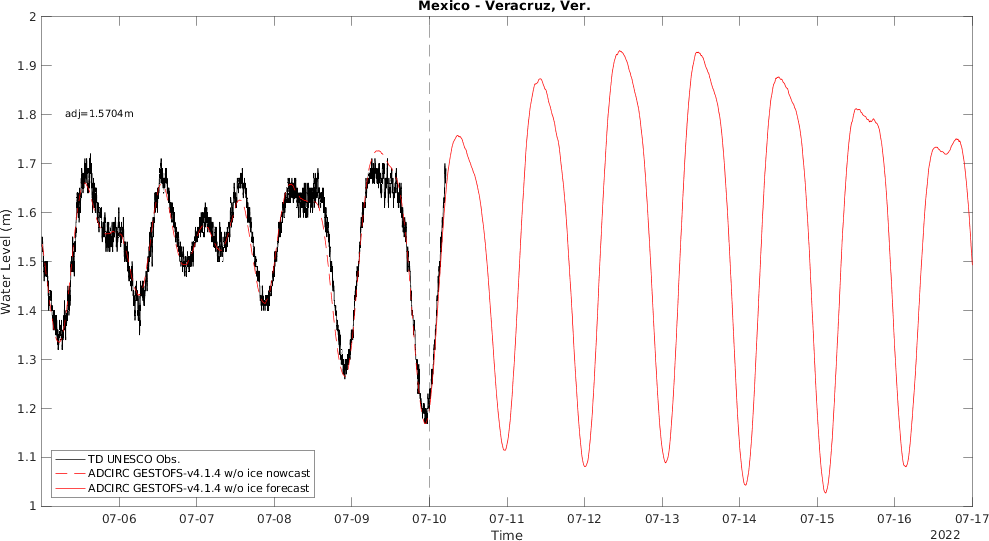 Mexico - Veracruz, Ver.
2
1.9
1.8
1.7
1.6
1.5
1.4
1.3
1.2
1.1
1
Water Level (m)
adj=1.5704m
TD UNESCO Obs.
ADCIRC GESTOFS-v4.1.4 w/o ice nowcast
ADCIRC GESTOFS-v4.1.4 w/o ice forecast
07-06 07-07 07-08 07-09 07-10 07-11 07-12 07-13 07-14 07-15 07-16 07-17
Time
2022